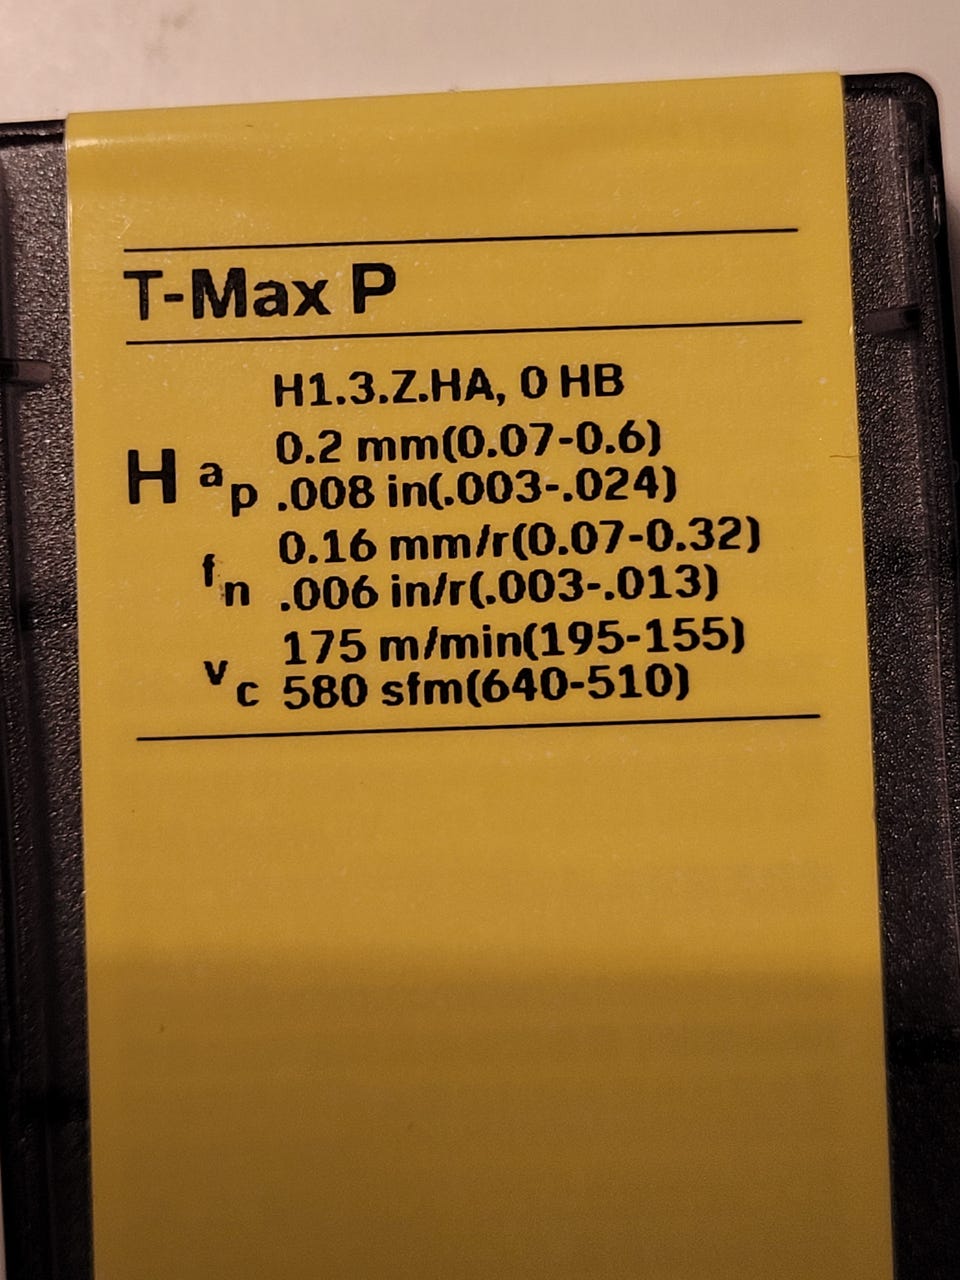 T-Max P
H1.3.Z.HA, 0 HB
H ap 0.2 mm(0.07-0.6)
.008 in(.003-.024)
fn 0.16 mm/r(0.07-0.32)
.006 in/r(.003-.013)
vc 175 m/min(195-155)
580 sfm(640-510)